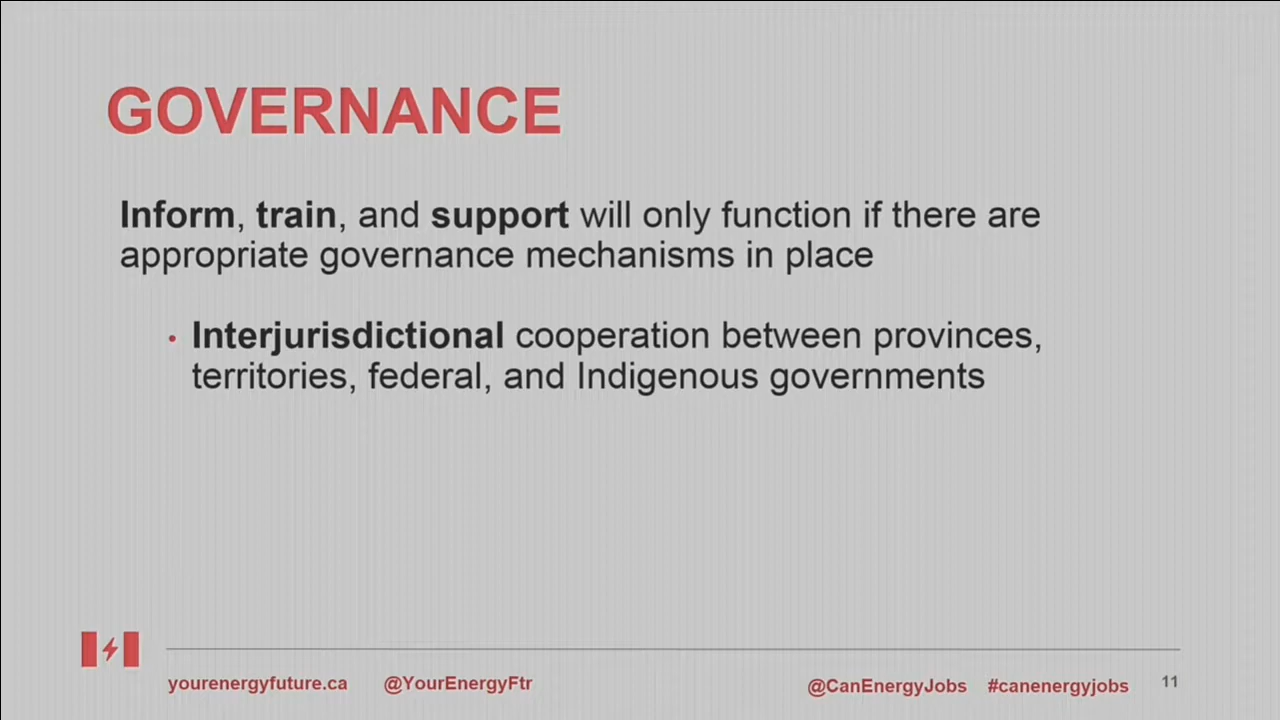 GOVERNANCE
Inform, train, and support will only function if there are
appropriate governance mechanisms in place
• Interjurisdictional cooperation between provinces,
territories, federal, and Indigenous governments
yourenergyfuture.ca @YourEnergyFtr @CanEnergyJobs #canenergyjobs 11